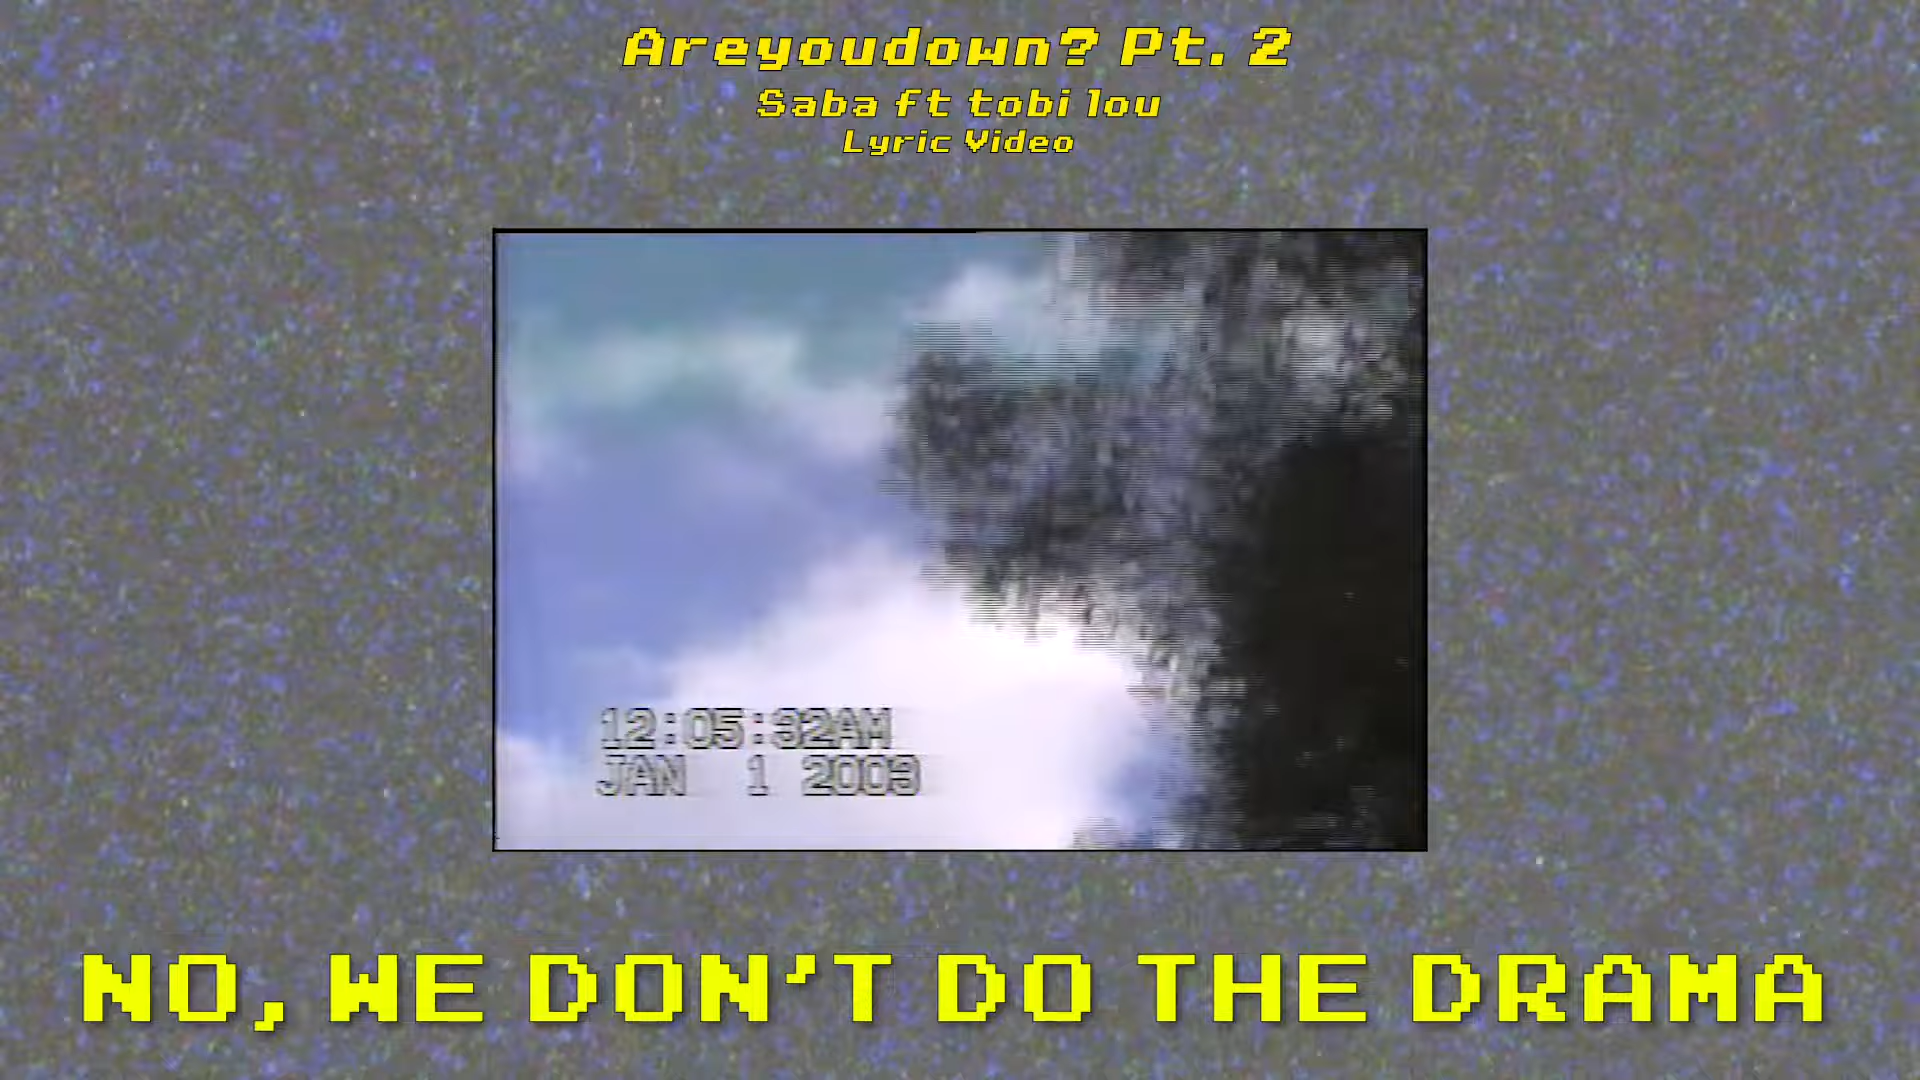 Areyoudown? Pt. 2
Saba ft tobi lou
Lyric Video
12:05:32AM
JAN 1 2003
NO, WE DON'T DO THE DRAMA